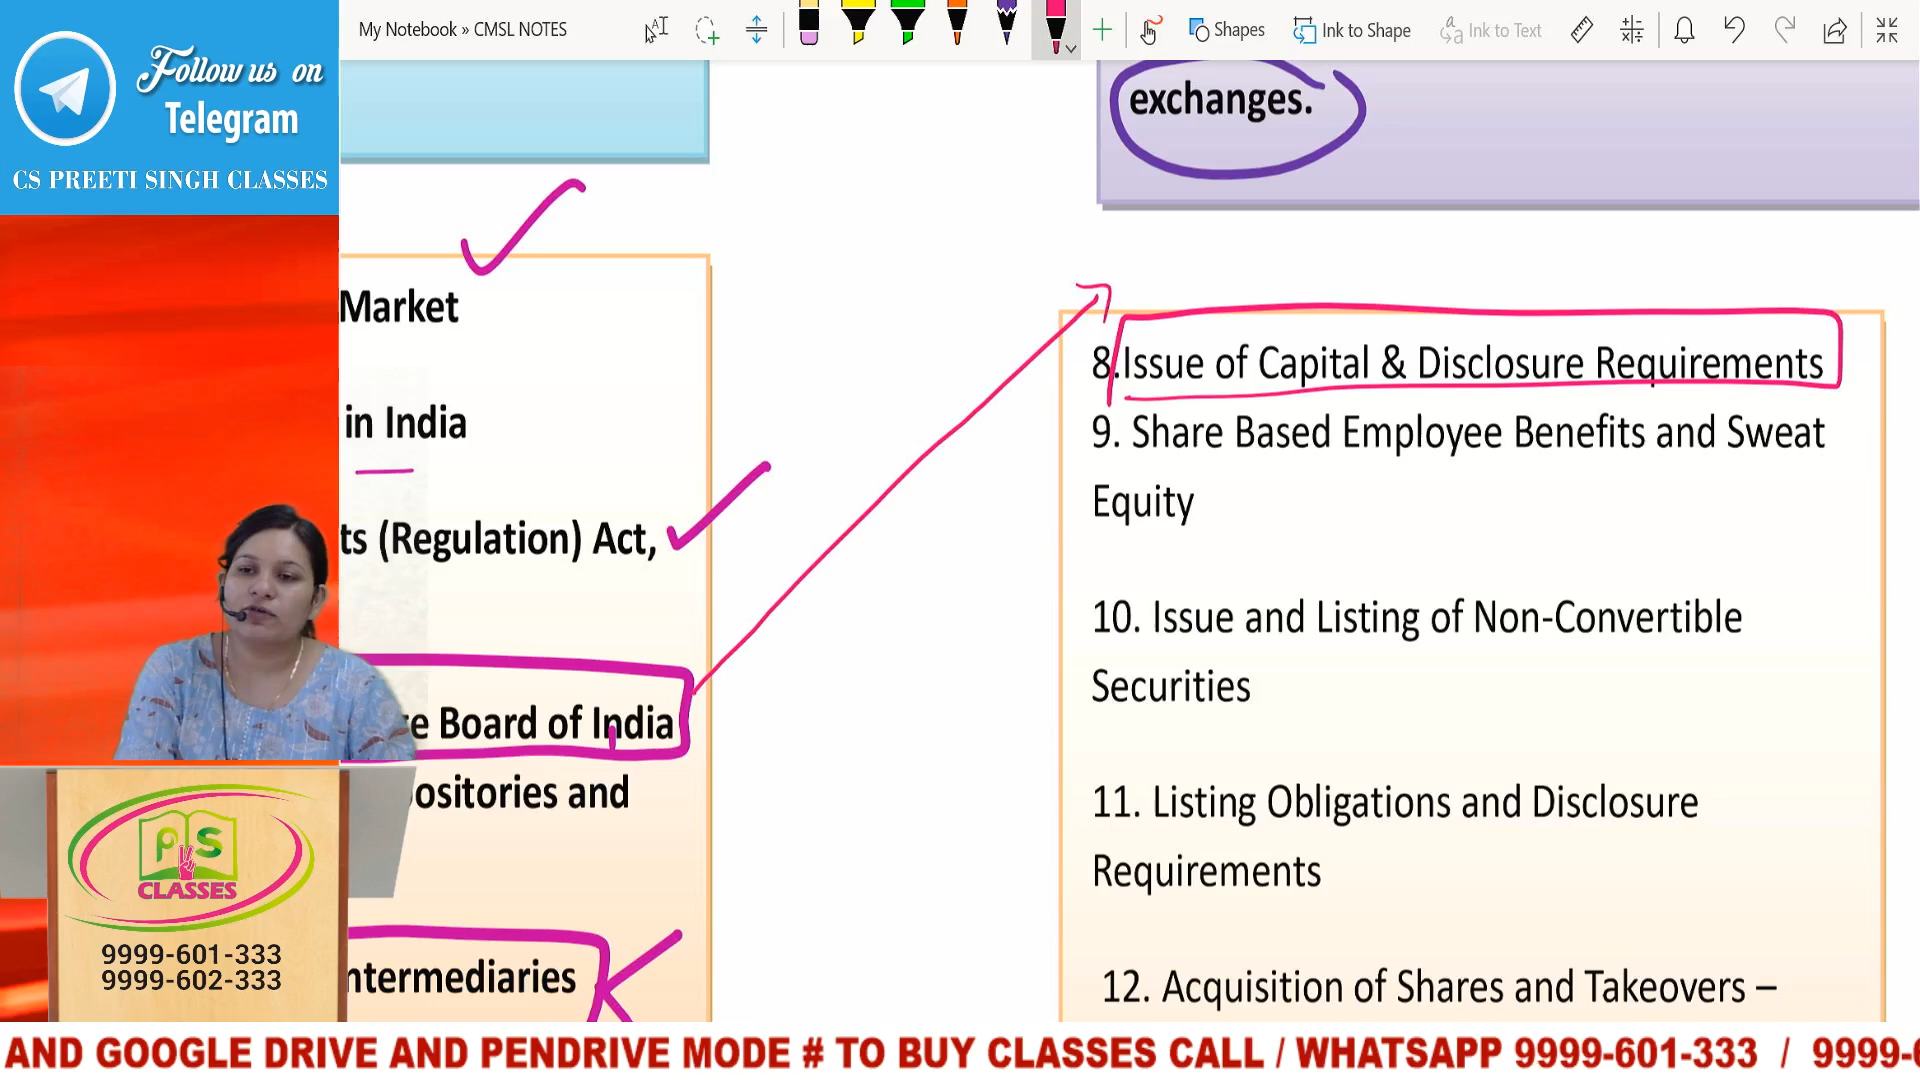 Follow us on
Telegram
CS PREETI SINGH CLASSES
My Notebook » CMSL NOTES
Shapes
Ink to Shape
Ink to Text
exchanges.
Market
in India
ts (Regulation) Act,
e Board of India
ositories and
ntermediaries
8.Issue of Capital & Disclosure Requirements
9. Share Based Employee Benefits and Sweat
Equity
10. Issue and Listing of Non-Convertible
Securities
11. Listing Obligations and Disclosure
Requirements
12. Acquisition of Shares and Takeovers –
PS
CLASSES
9999-601-333
9999-602-333
AND GOOGLE DRIVE AND PENDRIVE MODE # TO BUY CLASSES CALL / WHATSAPP 9999-601-333 / 9999-6